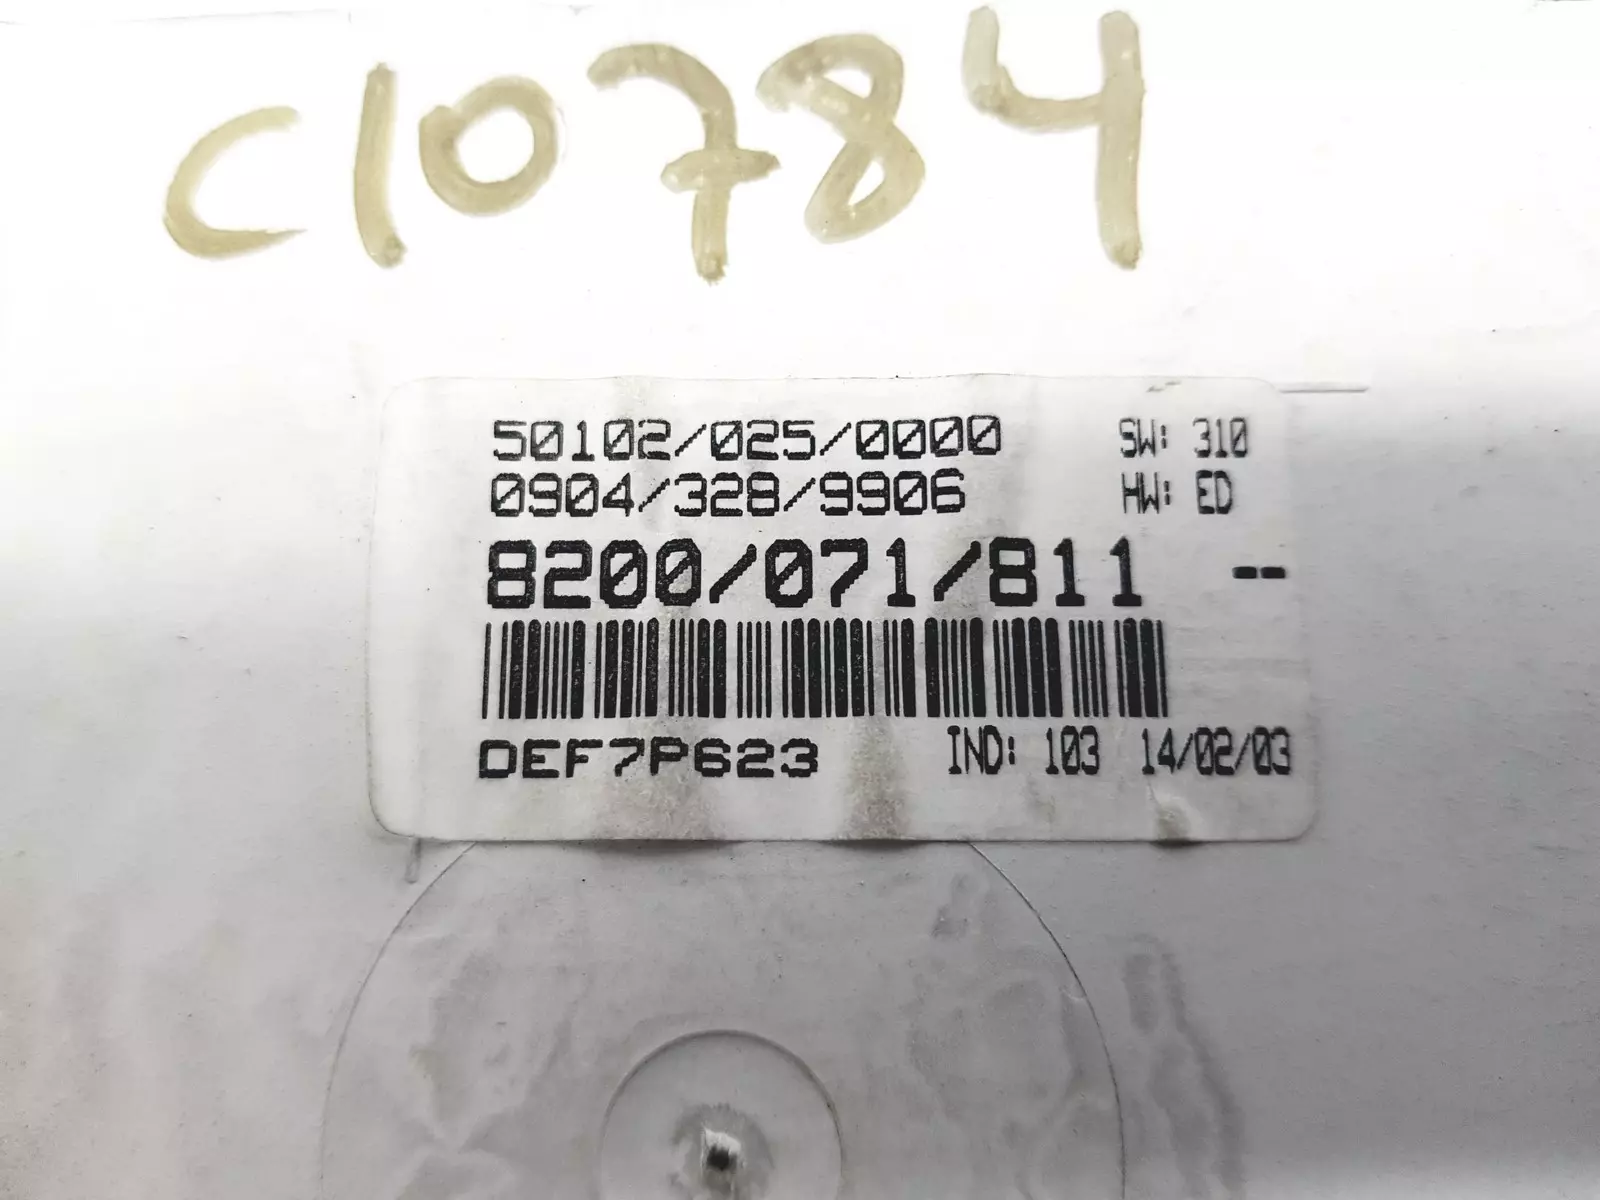 C10784
50102/025/0000 SW: 310
0904/328/9906 HW: ED
8200/071/811 --
DEF7P623 IND: 103 14/02/03